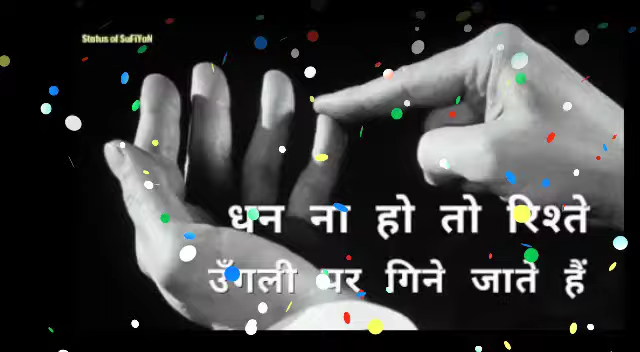 Status of SuFiYaN
धन ना हो तो रिश्ते
उँगली पर गिने जाते हैं